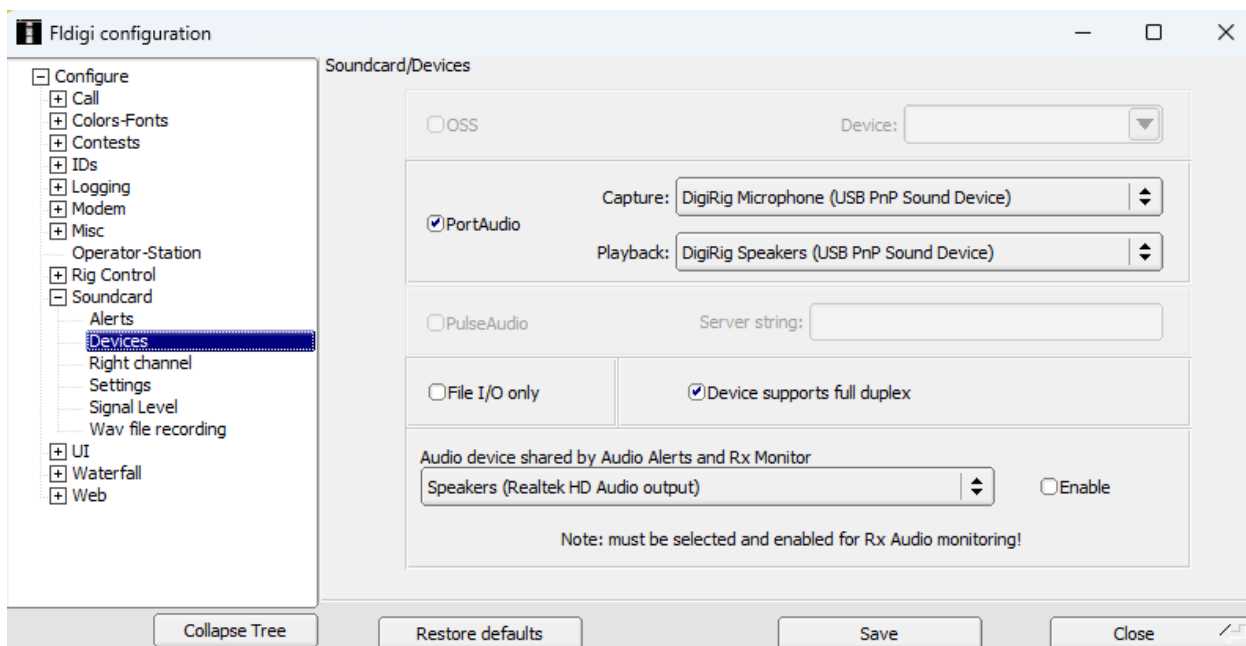 Fldigi configuration
Configure
Call
Colors-Fonts
Contests
IDs
Logging
Modem
Misc
Operator-Station
Rig Control
Soundcard
Alerts
Devices
Right channel
Settings
Signal Level
Wav file recording
UI
Waterfall
Web
Collapse Tree
Soundcard/Devices
OSS Device:
Capture: DigiRig Microphone (USB PnP Sound Device)
PortAudio
Playback: DigiRig Speakers (USB PnP Sound Device)
PulseAudio Server string:
File I/O only Device supports full duplex
Audio device shared by Audio Alerts and Rx Monitor
Speakers (Realtek HD Audio output) Enable
Note: must be selected and enabled for Rx Audio monitoring!
Restore defaults Save Close